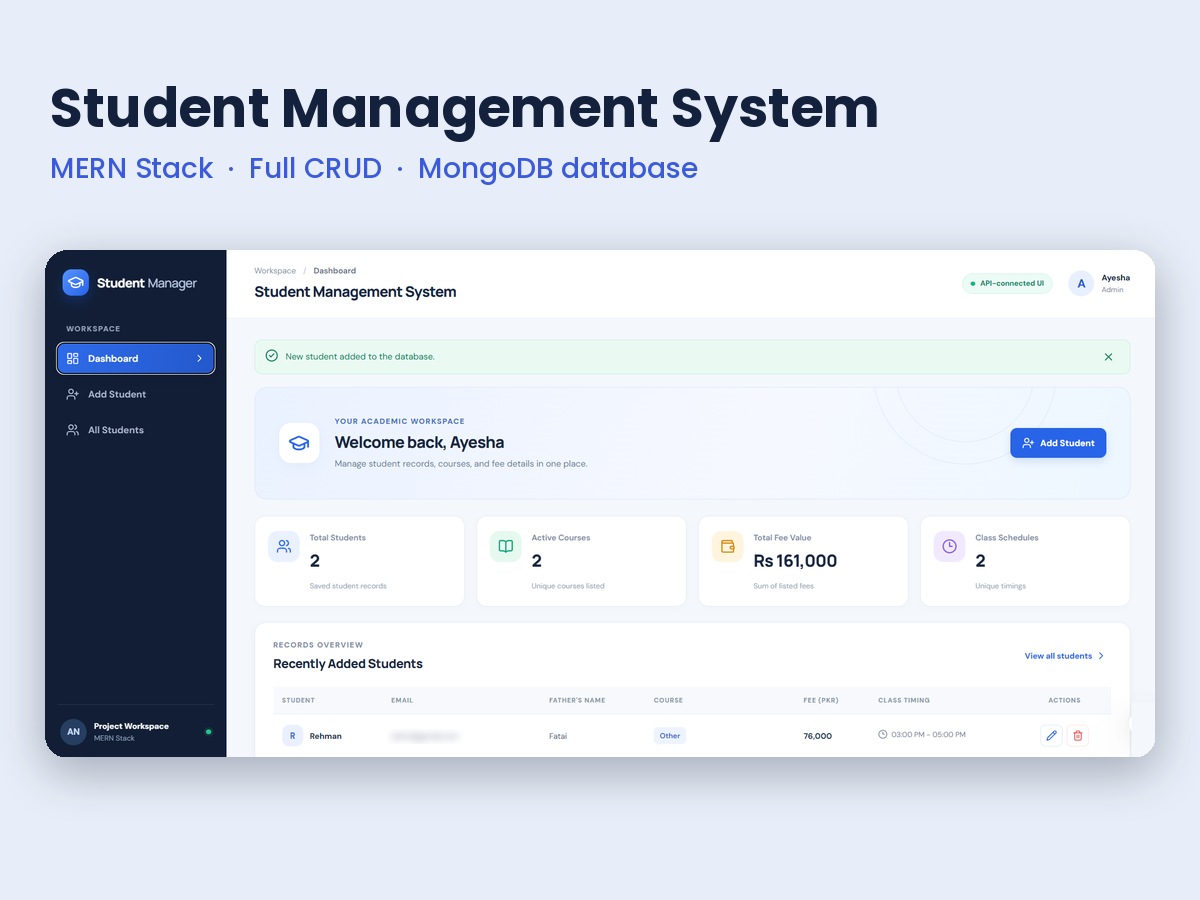 Student Management System
MERN Stack · Full CRUD · MongoDB database
Student Manager
WORKSPACE
Dashboard
Add Student
All Students
AN
Project Workspace
MERN Stack
Workspace / Dashboard
Student Management System
API-connected UI
A
Ayesha
Admin
New student added to the database.
YOUR ACADEMIC WORKSPACE
Welcome back, Ayesha
Manage student records, courses, and fee details in one place.
Add Student
Total Students
2
Saved student records
Active Courses
2
Unique courses listed
Total Fee Value
Rs 161,000
Sum of listed fees
Class Schedules
2
Unique timings
RECORDS OVERVIEW
Recently Added Students
View all students
STUDENT EMAIL FATHER'S NAME COURSE FEE (PKR) CLASS TIMING ACTIONS
R Rehman Fatai Other 76,000 03:00 PM - 05:00 PM